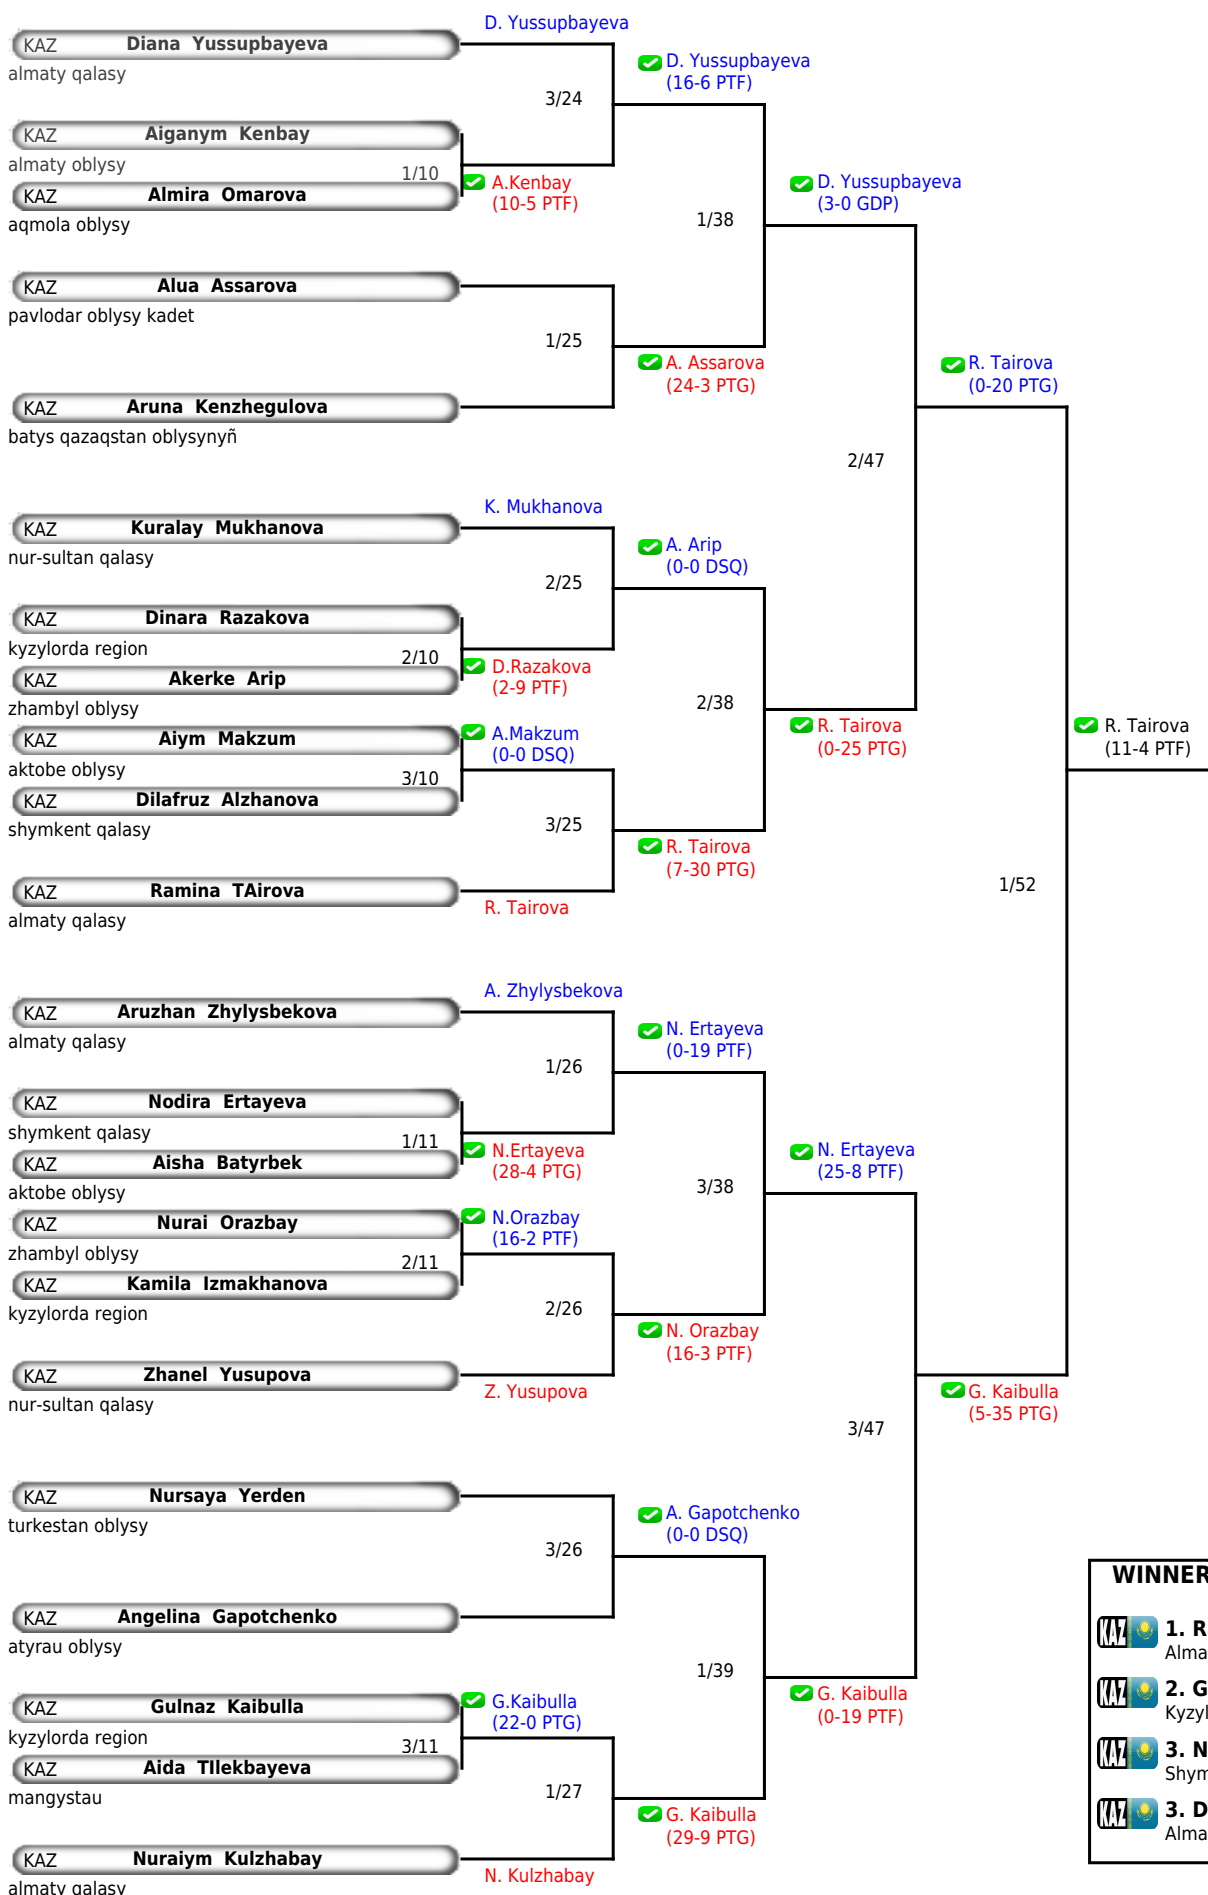 D. Yussupbayeva
KAZ Diana Yussupbayeva
almaty qalasy
D. Yussupbayeva
(16-6 PTF)
3/24
KAZ Aiganym Kenbay
almaty oblysy
1/10
A.Kenbay
(10-5 PTF)
KAZ Almira Omarova
aqmola oblysy
D. Yussupbayeva
(3-0 GDP)
1/38
KAZ Alua Assarova
pavlodar oblysy kadet
1/25
A. Assarova
(24-3 PTG)
R. Tairova
(0-20 PTG)
KAZ Aruna Kenzhegulova
batys qazaqstan oblysynyñ
2/47
K. Mukhanova
KAZ Kuralay Mukhanova
nur-sultan qalasy
A. Arip
(0-0 DSQ)
2/25
KAZ Dinara Razakova
kyzylorda region
2/10
D.Razakova
(2-9 PTF)
KAZ Akerke Arip
zhambyl oblysy
2/38
KAZ Aiym Makzum
aktobe oblysy
A.Makzum
(0-0 DSQ)
R. Tairova
(0-25 PTG)
R. Tairova
(11-4 PTF)
3/10
KAZ Dilafruz Alzhanova
shymkent qalasy
3/25
R. Tairova
(7-30 PTG)
KAZ Ramina TAirova
almaty qalasy
R. Tairova
1/52
A. Zhylysbekova
KAZ Aruzhan Zhylysbekova
almaty qalasy
N. Ertayeva
(0-19 PTF)
1/26
KAZ Nodira Ertayeva
shymkent qalasy
1/11
N.Ertayeva
(28-4 PTG)
KAZ Aisha Batyrbek
aktobe oblysy
N. Ertayeva
(25-8 PTF)
3/38
KAZ Nurai Orazbay
zhambyl oblysy
N.Orazbay
(16-2 PTF)
2/11
KAZ Kamila Izmakhanova
kyzylorda region
2/26
N. Orazbay
(16-3 PTF)
KAZ Zhanel Yusupova
nur-sultan qalasy
Z. Yusupova
G. Kaibulla
(5-35 PTG)
3/47
KAZ Nursaya Yerden
turkestan oblysy
A. Gapotchenko
(0-0 DSQ)
3/26
KAZ Angelina Gapotchenko
atyrau oblysy
1/39
KAZ Gulnaz Kaibulla
kyzylorda region
G.Kaibulla
(22-0 PTG)
G. Kaibulla
(0-19 PTF)
3/11
KAZ Aida TIlekbayeva
mangystau
1/27
G. Kaibulla
(29-9 PTG)
KAZ Nuraiym Kulzhabay
almaty qalasy
N. Kulzhabay
WINNER
KAZ 1. R
Alma
KAZ 2. G
Kyzyl
KAZ 3. N
Shym
KAZ 3. D
Alma